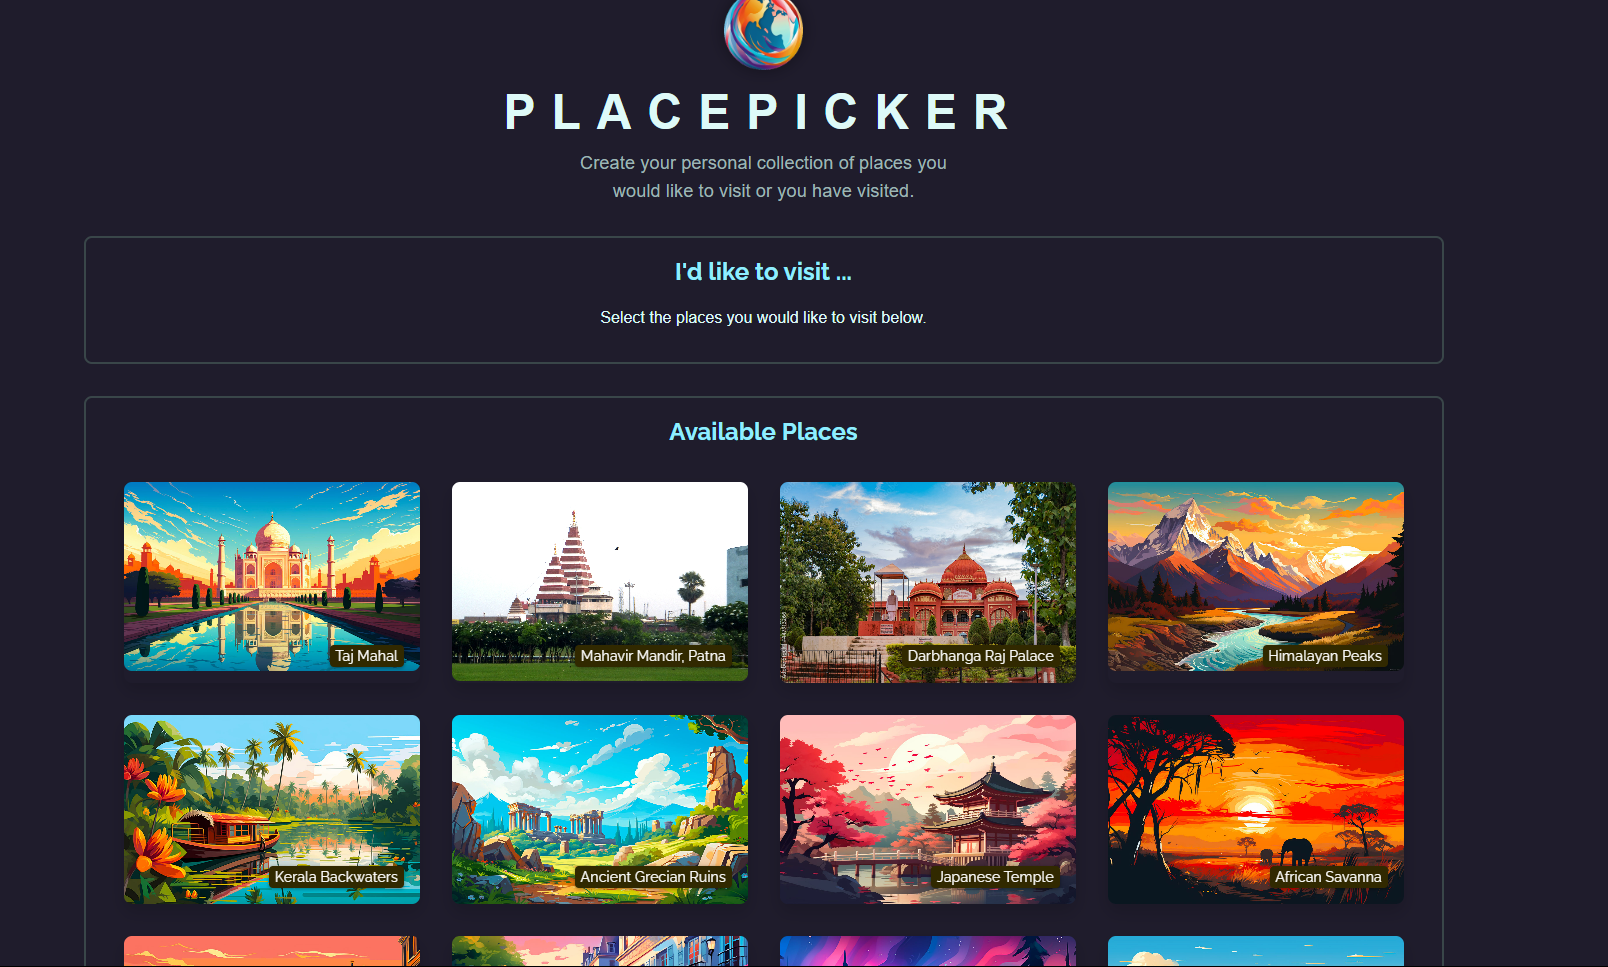 PLACEPICKER
Create your personal collection of places you
would like to visit or you have visited.
I'd like to visit ...
Select the places you would like to visit below.
Available Places
Taj Mahal
Mahavir Mandir, Patna
Darbhanga Raj Palace
Himalayan Peaks
Kerala Backwaters
Ancient Grecian Ruins
Japanese Temple
African Savanna